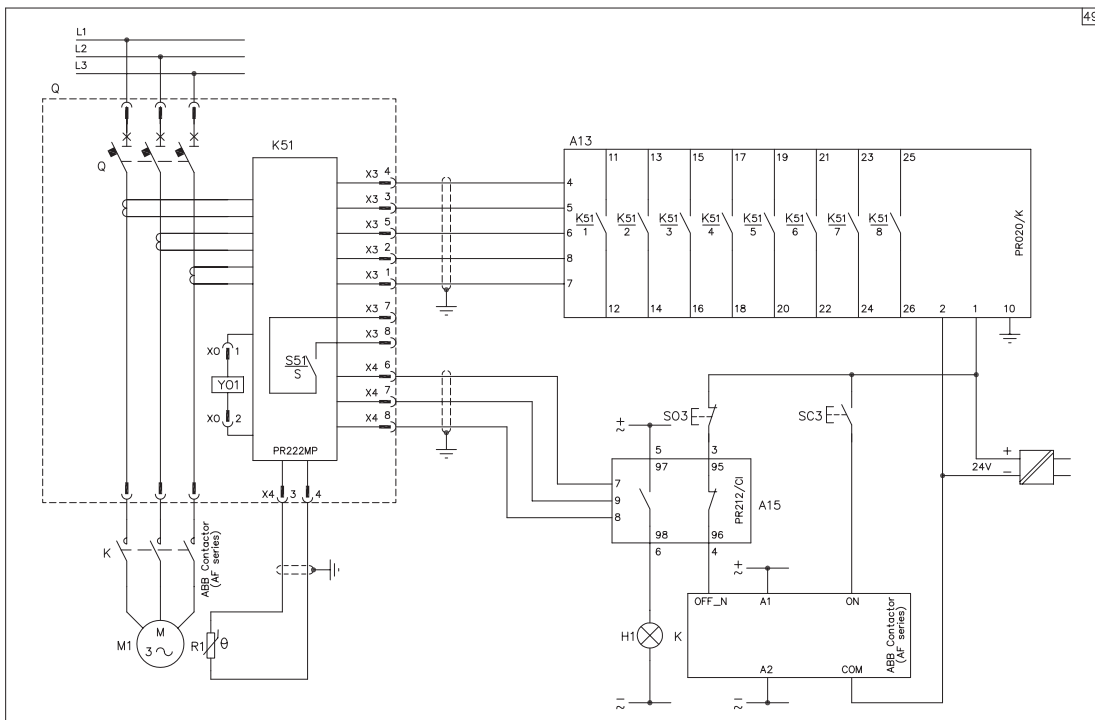 49
L1
L2
L3
Q
Q
K51
X3 4
X3 3
X3 5
X3 2
X3 1
X3 7
X3 8
X4 6
X4 7
X4 8
S51
S
X0 1
Y01
X0 2
PR222MP
X4 3 4
A13
11 13 15 17 19 21 23 25
4
5
6
8
7
K51 K51 K51 K51 K51 K51 K51 K51
1 2 3 4 5 6 7 8
PR020/K
12 14 16 18 20 22 24 26 2 1 10
S03
SC3
+
~
5 3
97 95
7
9
8
PR212/CI
A15
98 96
6 4
24V
+
−
K
ABB Contactor
(AF series)
M1
M
3 ~
R1
θ
H1
K
+
~
OFF_N A1 ON
ABB Contactor
(AF series)
A2 COM
−
~
−
~